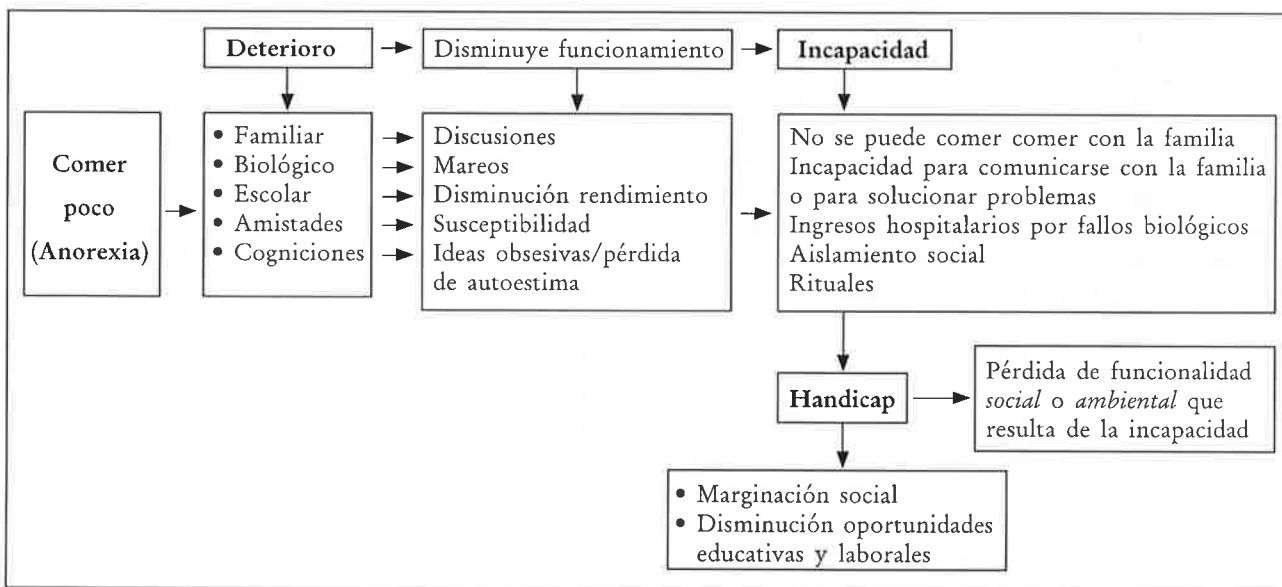 Deterioro
Disminuye funcionamiento
Incapacidad
Comer
poco
(Anorexia)
• Familiar
• Biológico
• Escolar
• Amistades
• Cogniciones
Discusiones
Mareos
Disminución rendimiento
Susceptibilidad
Ideas obsesivas/pérdida
de autoestima
No se puede comer comer con la familia
Incapacidad para comunicarse con la familia
o para solucionar problemas
Ingresos hospitalarios por fallos biológicos
Aislamiento social
Rituales
Handicap
Pérdida de funcionalidad
social o ambiental que
resulta de la incapacidad
• Marginación social
• Disminución oportunidades
educativas y laborales